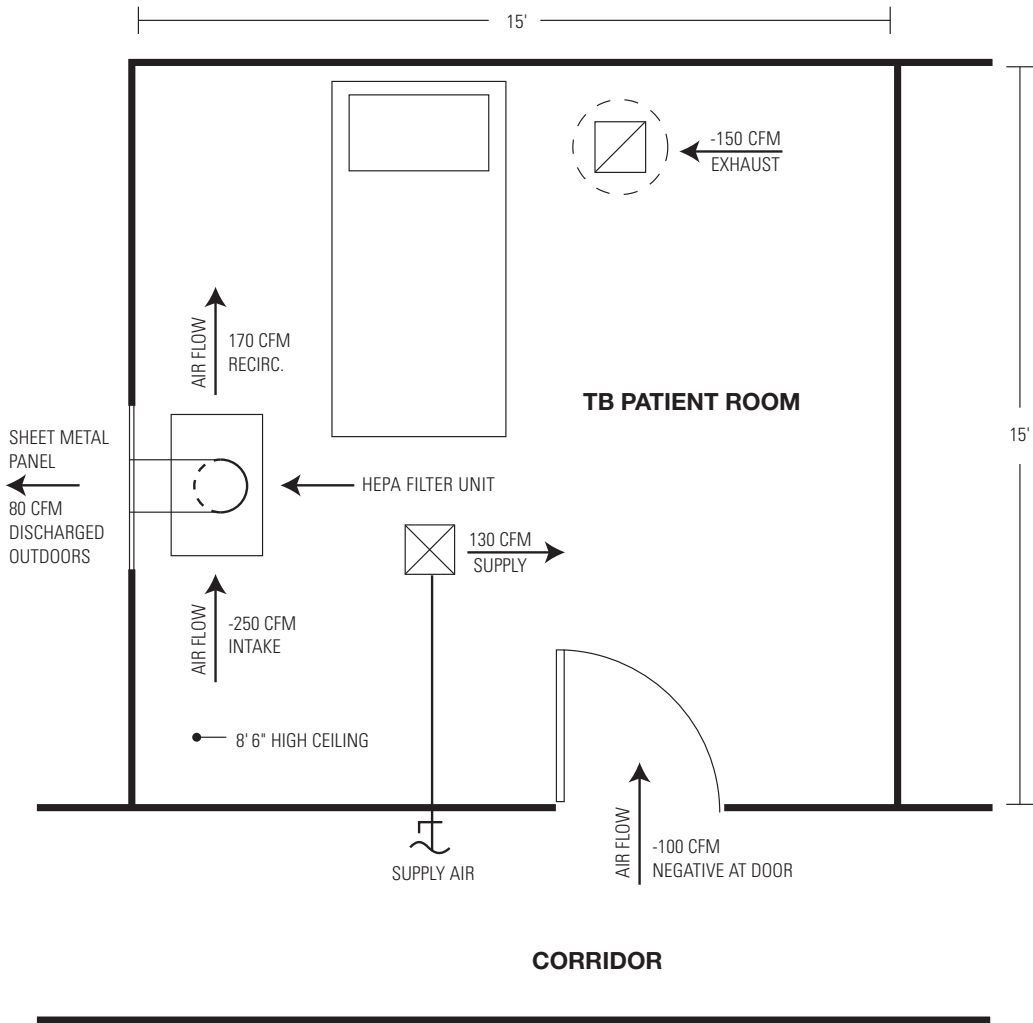 15'
-150 CFM
EXHAUST
AIR FLOW
170 CFM
RECIRC.
TB PATIENT ROOM
15'
SHEET METAL
PANEL
80 CFM
DISCHARGED
OUTDOORS
HEPA FILTER UNIT
130 CFM
SUPPLY
AIR FLOW
-250 CFM
INTAKE
8' 6" HIGH CEILING
SUPPLY AIR
AIR FLOW
-100 CFM
NEGATIVE AT DOOR
CORRIDOR